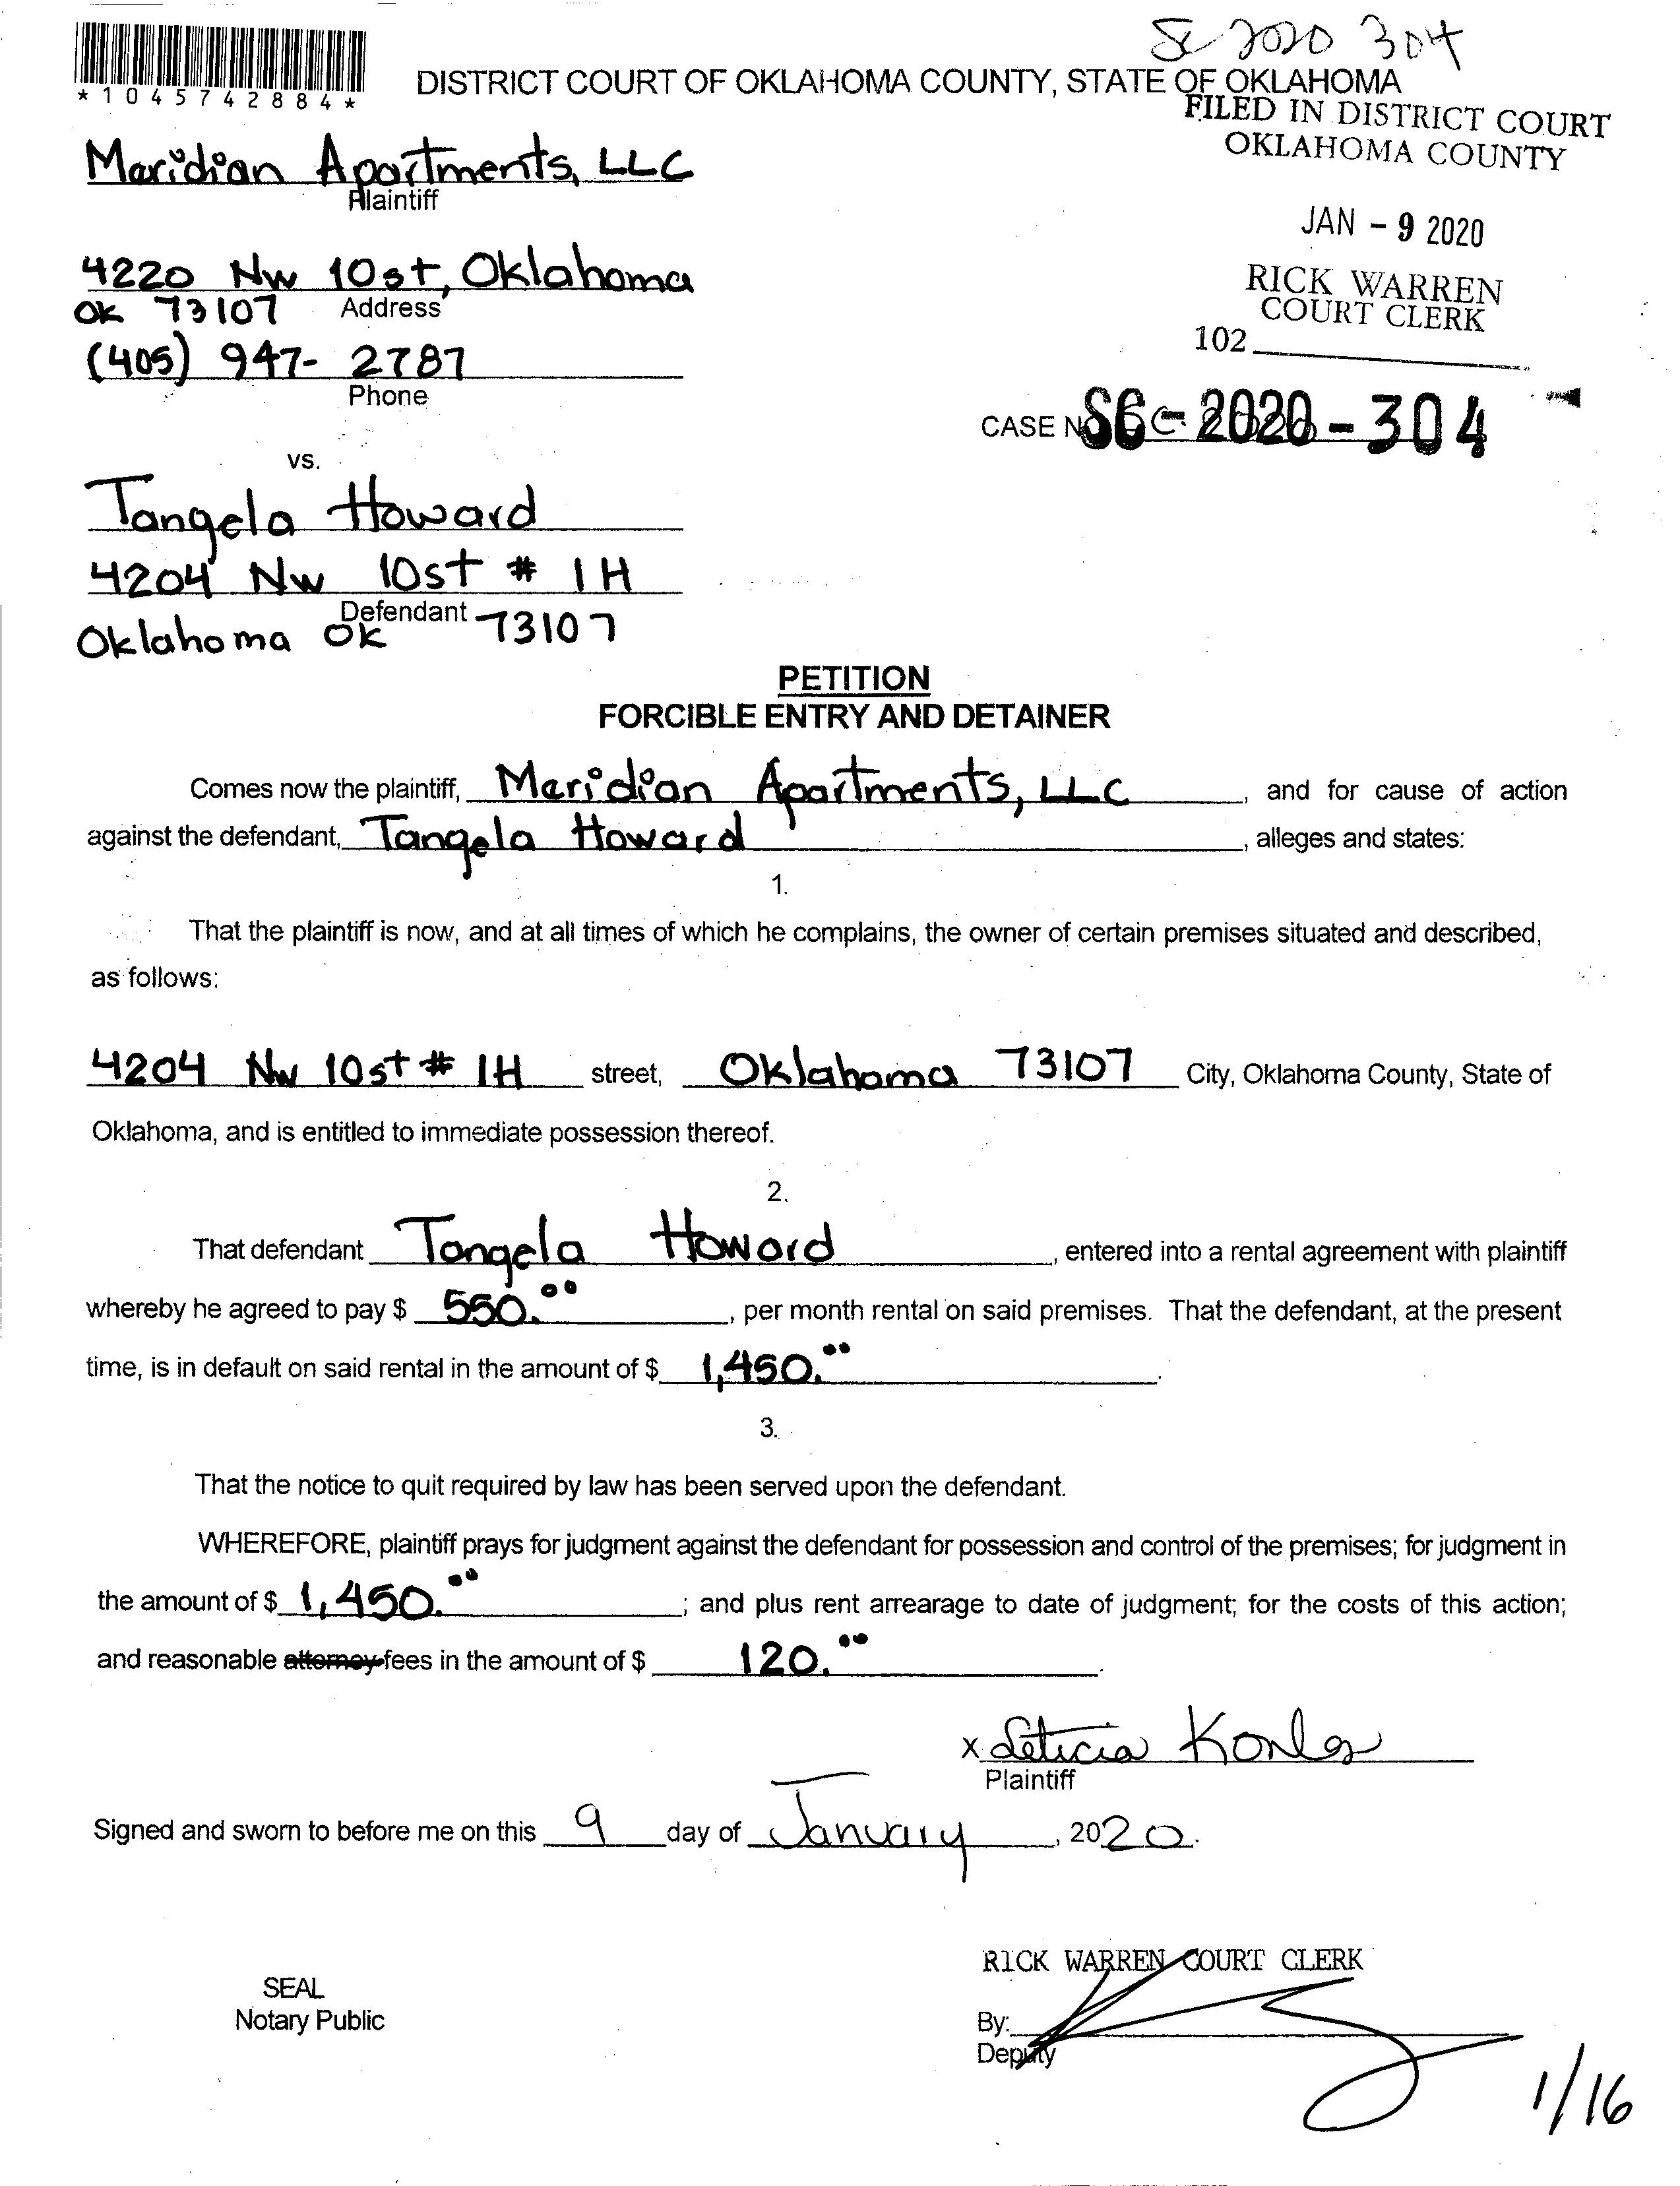 SC 2020 304
*1045742884*
DISTRICT COURT OF OKLAHOMA COUNTY, STATE OF OKLAHOMA
FILED IN DISTRICT COURT
OKLAHOMA COUNTY
JAN - 9 2020
RICK WARREN
COURT CLERK
102
Meridian Apartments, LLC
Plaintiff
4220 NW 10st, Oklahoma
OK 73107 Address
(405) 947-2787
Phone
CASE NO SC-2020-304
vs.
Tangela Howard
4204 NW 10st # 1H
Defendant
Oklahoma OK 73107
PETITION
FORCIBLE ENTRY AND DETAINER
Comes now the plaintiff, Meridian Apartments, LLC, and for cause of action
against the defendant, Tangela Howard, alleges and states:
1.
That the plaintiff is now, and at all times of which he complains, the owner of certain premises situated and described,
as follows:
4204 NW 10st # 1H street, Oklahoma 73107 City, Oklahoma County, State of
Oklahoma, and is entitled to immediate possession thereof.
2.
That defendant Tangela Howard, entered into a rental agreement with plaintiff
whereby he agreed to pay $ 550.00, per month rental on said premises. That the defendant, at the present
time, is in default on said rental in the amount of $ 1,450.00.
3.
That the notice to quit required by law has been served upon the defendant.
WHEREFORE, plaintiff prays for judgment against the defendant for possession and control of the premises; for judgment in
the amount of $ 1,450.00; and plus rent arrearage to date of judgment; for the costs of this action;
and reasonable attorney fees in the amount of $ 120.00.
x Leticia
Plaintiff
Signed and sworn to before me on this 9 day of January, 2020.
RICK WARREN COURT CLERK
SEAL
Notary Public
By:
Deputy
1/16